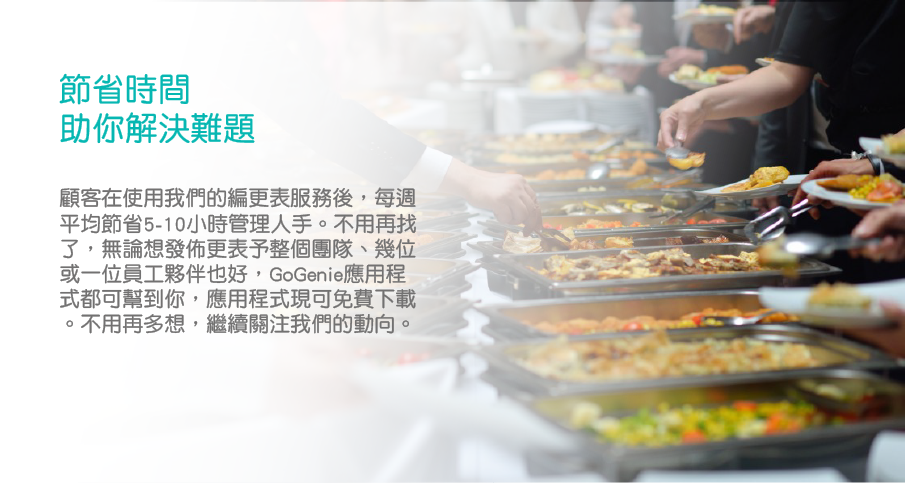 節省時間
助你解決難題
顧客在使用我們的編更表服務後，每週
平均節省5-10小時管理人手。不用再找
了，無論想發佈更表予整個團隊、幾位
或一位員工夥伴也好，GoGenie應用程
式都可幫到你，應用程式現可免費下載
。不用再多想，繼續關注我們的動向。